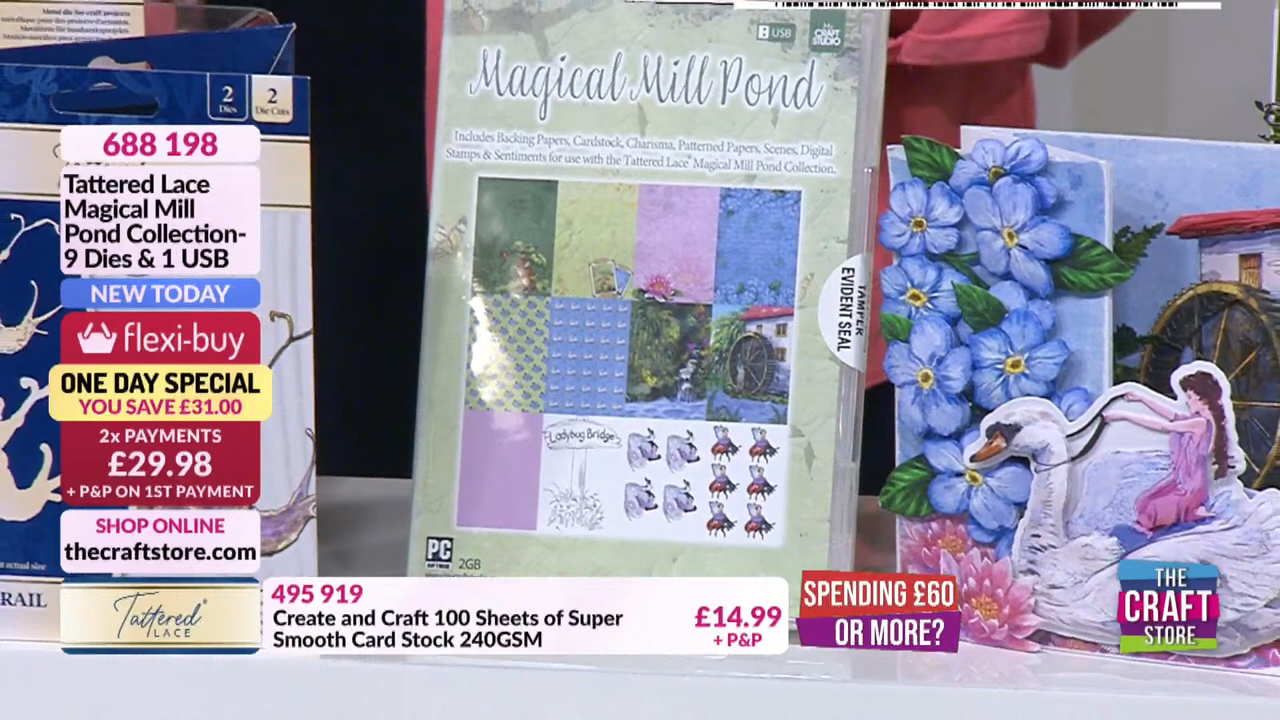 2
Dies
2
Die Cuts
688 198
Tattered Lace
Magical Mill
Pond Collection-
9 Dies & 1 USB
NEW TODAY
flexi-buy
ONE DAY SPECIAL
YOU SAVE £31.00
2x PAYMENTS
£29.98
+ P&P ON 1ST PAYMENT
SHOP ONLINE
thecraftstore.com
RAIL
Tattered®
LACE
USB
MY
CRAFT
STUDIO
Magical Mill Pond
Includes Backing Papers, Cardstock, Charisma, Patterned Papers, Scenes, Digital
Stamps & Sentiments for use with the Tattered Lace® Magical Mill Pond Collection.
TAMPER
EVIDENT SEAL
Ladybug Bridge
PC
2GB
495 919
Create and Craft 100 Sheets of Super
Smooth Card Stock 240GSM
£14.99
+ P&P
SPENDING £60
OR MORE?
THE
CRAFT
STORE